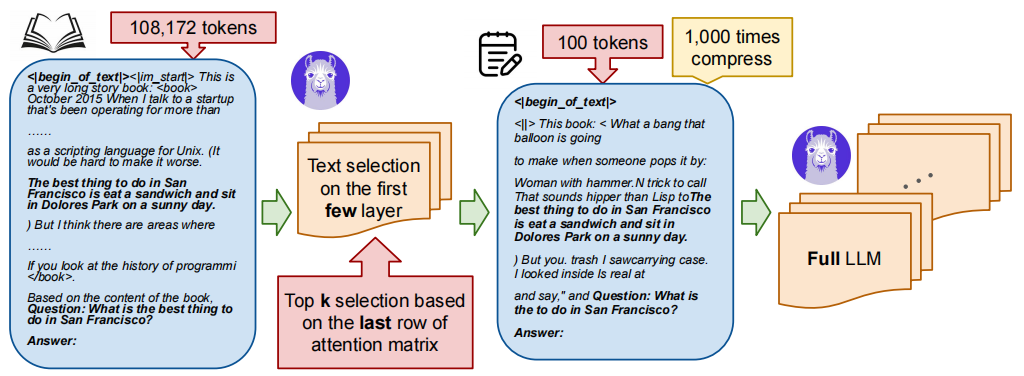 108,172 tokens
<|begin_of_text|><|im_start|> This is
a very long story book: <book>
October 2015 When I talk to a startup
that's been operating for more than
......
as a scripting language for Unix. (It
would be hard to make it worse.
The best thing to do in San
Francisco is eat a sandwich and sit
in Dolores Park on a sunny day.
) But I think there are areas where
......
If you look at the history of programmi
</book>.
Based on the content of the book,
Question: What is the best thing to
do in San Francisco?
Answer:
Text selection
on the first
few layer
Top k selection based
on the last row of
attention matrix
100 tokens
1,000 times
compress
<|begin_of_text|>
<||> This book: < What a bang that
balloon is going
to make when someone pops it by:
Woman with hammer.N trick to call
That sounds hipper than Lisp toThe
best thing to do in San Francisco
is eat a sandwich and sit in
Dolores Park on a sunny day.
) But you. trash I sawcarrying case.
I looked inside Is real at
and say," and Question: What is
the to do in San Francisco?
Answer:
Full LLM